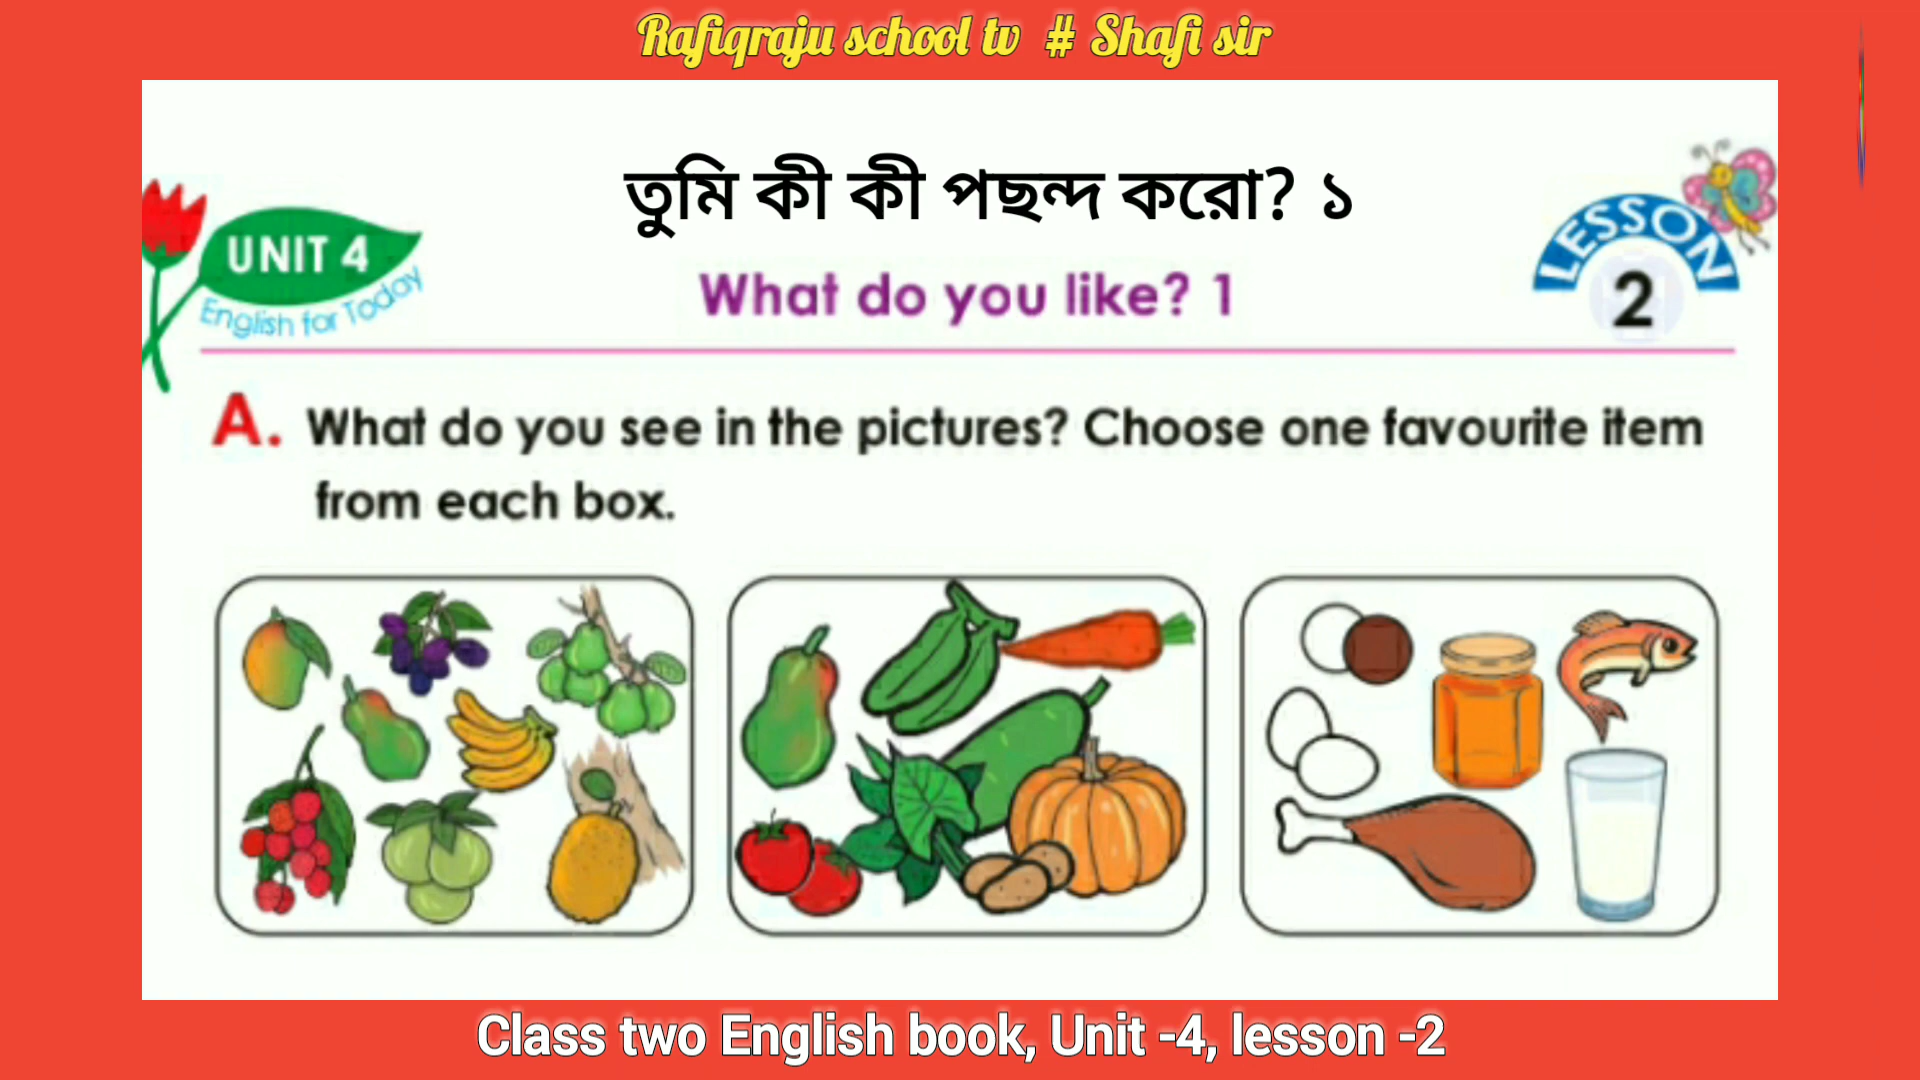 Rafiqraju school tv # Shafi sir
তুমি কী কী পছন্দ করো? ১
UNIT 4
English for Today
What do you like? 1
LESSON
2
A. What do you see in the pictures? Choose one favourite item
from each box.
Class two English book, Unit -4, lesson -2